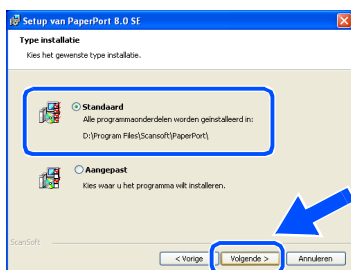 Setup van PaperPort 8.0 SE
Type installatie
Kies het gewenste type installatie.
Standaard
Alle programmaonderdelen worden geïnstalleerd in:
D:\Program Files\Scansoft\PaperPort\
Aangepast
Kies waar u het programma wilt installeren.
ScanSoft
< Vorige
Volgende >
Annuleren